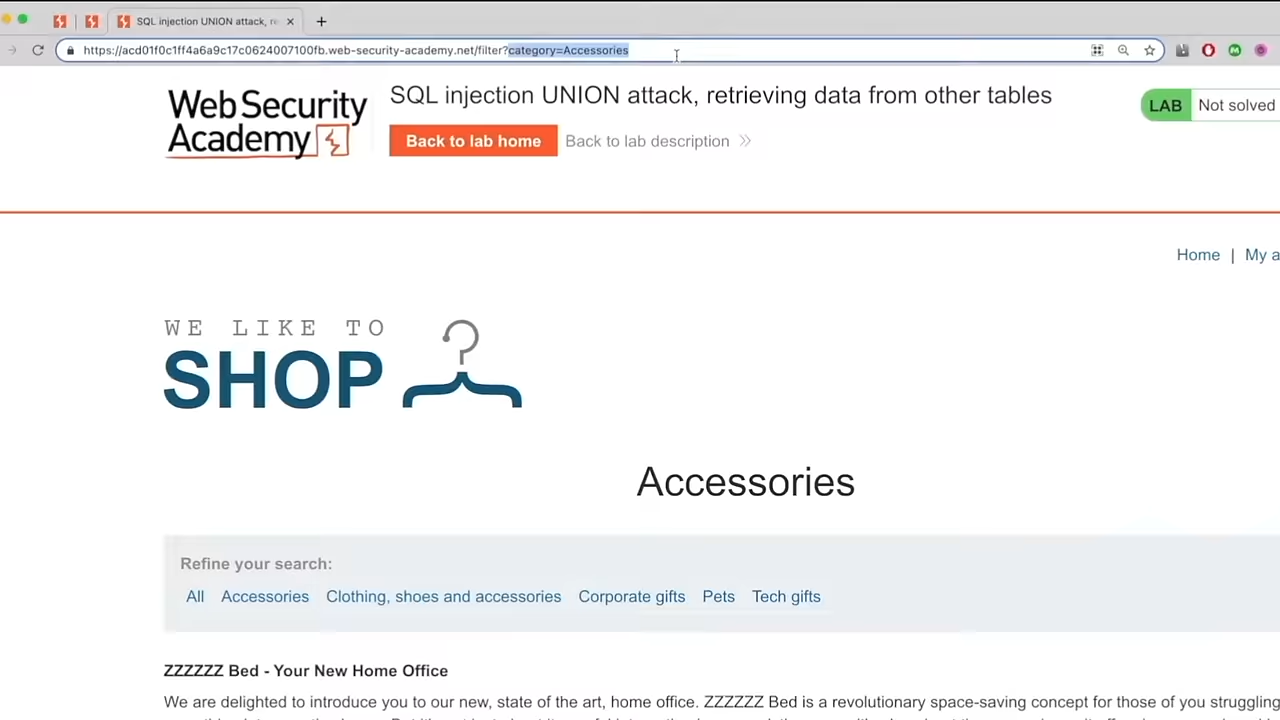 SQL injection UNION attack, re
https://acd01f0c1ff4a6a9c17c0624007100fb.web-security-academy.net/filter?category=Accessories
WebSecurity
Academy
SQL injection UNION attack, retrieving data from other tables
Back to lab home Back to lab description
LAB Not solved
Home | My a
WE LIKE TO
SHOP
Accessories
Refine your search:
All Accessories Clothing, shoes and accessories Corporate gifts Pets Tech gifts
ZZZZZZ Bed - Your New Home Office
We are delighted to introduce you to our new, state of the art, home office. ZZZZZZ Bed is a revolutionary space-saving concept for those of you struggling